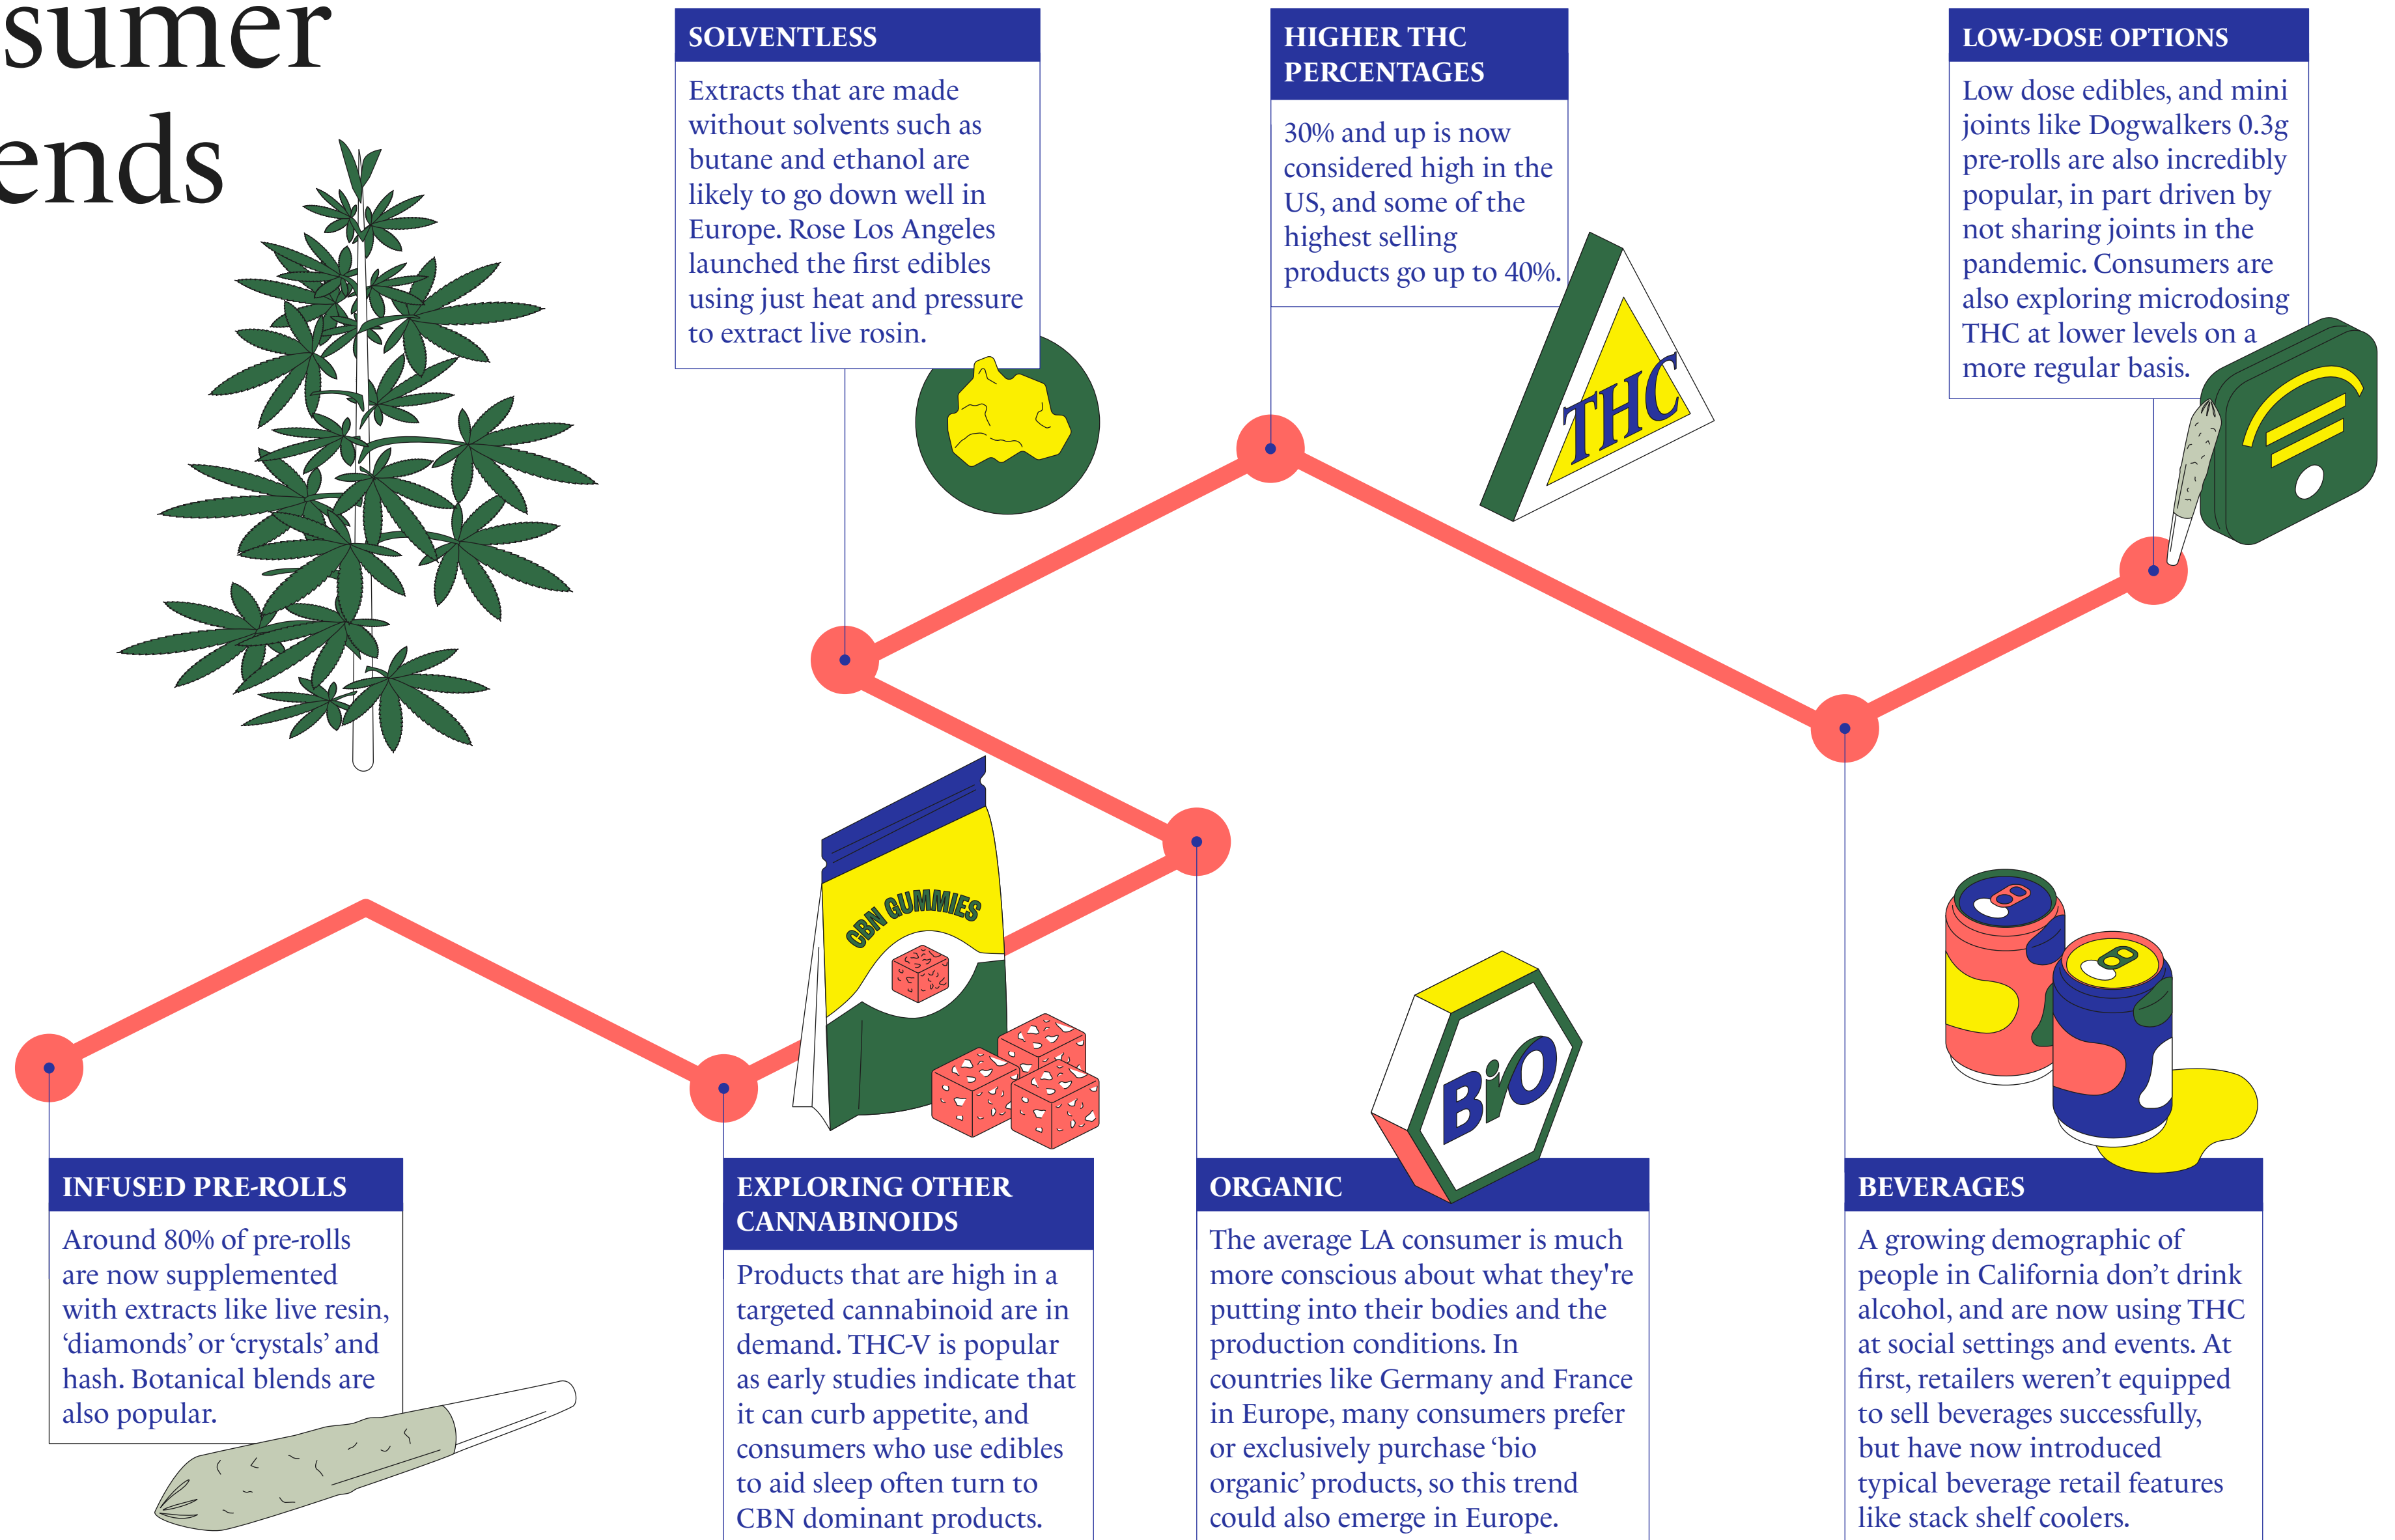 sumer
ends
SOLVENTLESS
Extracts that are made
without solvents such as
butane and ethanol are
likely to go down well in
Europe. Rose Los Angeles
launched the first edibles
using just heat and pressure
to extract live rosin.
HIGHER THC
PERCENTAGES
30% and up is now
considered high in the
US, and some of the
highest selling
products go up to 40%.
THC
LOW-DOSE OPTIONS
Low dose edibles, and mini
joints like Dogwalkers 0.3g
pre-rolls are also incredibly
popular, in part driven by
not sharing joints in the
pandemic. Consumers are
also exploring microdosing
THC at lower levels on a
more regular basis.
INFUSED PRE-ROLLS
Around 80% of pre-rolls
are now supplemented
with extracts like live resin,
‘diamonds’ or ‘crystals’ and
hash. Botanical blends are
also popular.
CBN GUMMIES
EXPLORING OTHER
CANNABINOIDS
Products that are high in a
targeted cannabinoid are in
demand. THC-V is popular
as early studies indicate that
it can curb appetite, and
consumers who use edibles
to aid sleep often turn to
CBN dominant products.
BiO
ORGANIC
The average LA consumer is much
more conscious about what they're
putting into their bodies and the
production conditions. In
countries like Germany and France
in Europe, many consumers prefer
or exclusively purchase ‘bio
organic’ products, so this trend
could also emerge in Europe.
BEVERAGES
A growing demographic of
people in California don’t drink
alcohol, and are now using THC
at social settings and events. At
first, retailers weren’t equipped
to sell beverages successfully,
but have now introduced
typical beverage retail features
like stack shelf coolers.